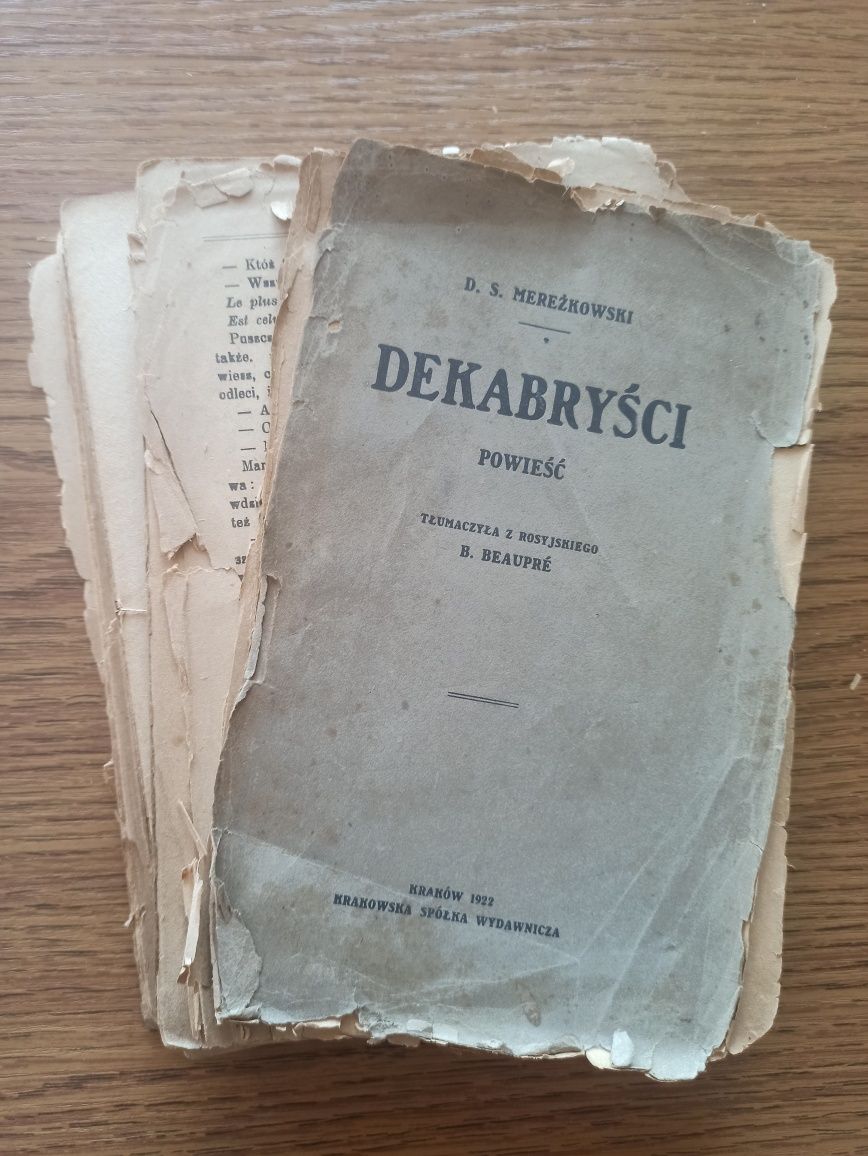 D. S. MEREŻKOWSKI
DEKABRYŚCI
POWIEŚĆ
TŁUMACZYŁA Z ROSYJSKIEGO
B. BEAUPRÉ
KRAKÓW 1922
KRAKOWSKA SPÓŁKA WYDAWNICZA
— Któż
—
Le plus
Est
także.
wiesz,
odleci,
— A
—
—
wa:
też